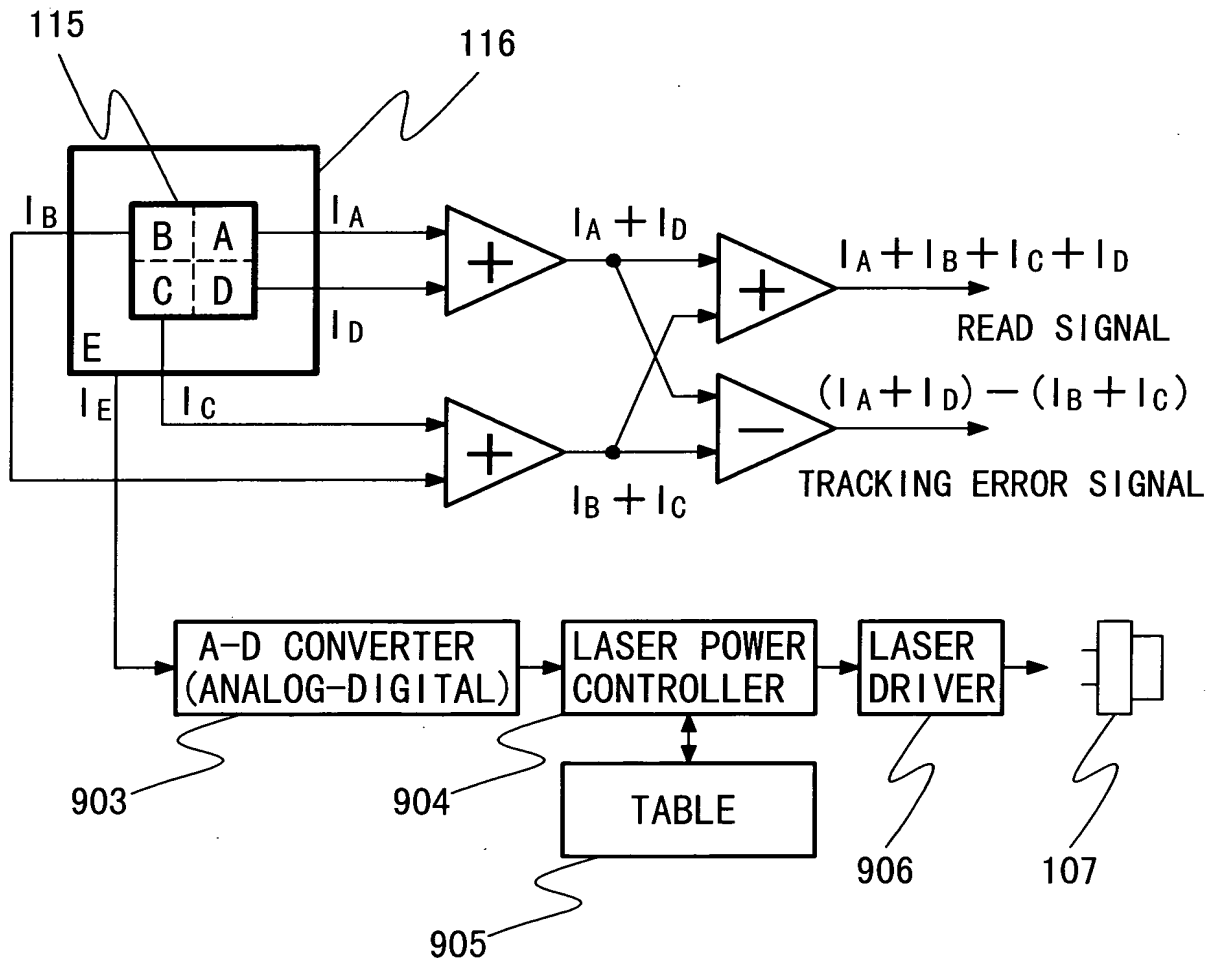 115
116
I_B
B A
C D
E
I_A
I_D
I_E
I_C
+
I_A + I_D
+
I_A + I_B + I_C + I_D
READ SIGNAL
+
I_B + I_C
−
(I_A + I_D) − (I_B + I_C)
TRACKING ERROR SIGNAL
A-D CONVERTER
(ANALOG-DIGITAL)
LASER POWER
CONTROLLER
LASER
DRIVER
903
904
TABLE
905
906
107